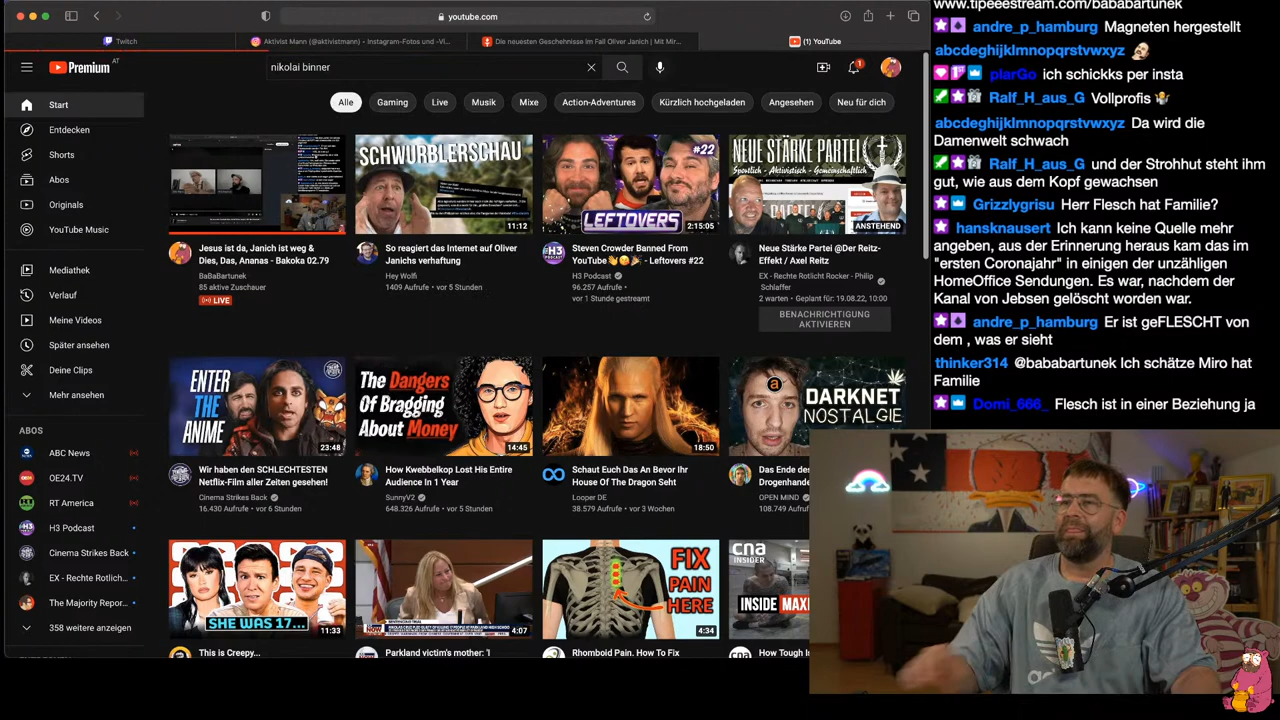 youtube.com
Twitch
Aktivist Mann (@aktivistmann) • Instagram-Fotos und -Vi...
Die neuesten Geschehnisse im Fall Oliver Janich | Mit Mir...
(1) YouTube
Premium AT
nikolai binner
1
Alle
Gaming
Live
Musik
Mixe
Action-Adventures
Kürzlich hochgeladen
Angesehen
Neu für dich
Start
Entdecken
Shorts
Abos
Originals
YouTube Music
Mediathek
Verlauf
Meine Videos
Später ansehen
Deine Clips
Mehr ansehen
ABOS
ABC News
OE24.TV
RT America
H3 Podcast
Cinema Strikes Back
EX - Rechte Rotlich...
The Majority Repor...
358 weitere anzeigen
Jesus ist da, Janich ist weg &
Dies, Das, Ananas - Bakoka 02.79
BaBaBartunek
85 aktive Zuschauer
LIVE
SCHWURBLERSCHAU
11:12
So reagiert das Internet auf Oliver
Janichs verhaftung
Hey Wolfi
1409 Aufrufe • vor 5 Stunden
#22
LEFTOVERS
2:15:05
Steven Crowder Banned From
YouTube👋😋🎉 - Leftovers #22
H3 Podcast
96.257 Aufrufe •
vor 1 Stunde gestreamt
NEUE STÄRKE PARTEI
Sportlich - Aktivistisch - Gemeinschaftlich
ANSTEHEND
Neue Stärke Partei @Der Reitz-
Effekt / Axel Reitz
EX - Rechte Rotlicht Rocker - Philip
Schlaffer
2 warten • Geplant für: 19.08.22, 10:00
BENACHRICHTIGUNG
AKTIVIEREN
ENTER
THE
ANIME
23:48
Wir haben den SCHLECHTESTEN
Netflix-Film aller Zeiten gesehen!
Cinema Strikes Back
16.430 Aufrufe • vor 6 Stunden
The Dangers
Of Bragging
About Money
14:45
How Kwebbelkop Lost His Entire
Audience In 1 Year
SunnyV2
648.326 Aufrufe • vor 5 Stunden
18:50
Schaut Euch Das An Bevor Ihr
House Of The Dragon Seht
Looper DE
38.579 Aufrufe • vor 3 Wochen
a
DARKNET
NOSTALGIE
Das Ende des
Drogenhande
OPEN MIND
108.749 Auf
SHE WAS 17...
11:33
This is Creepy...
4:07
Parkland victim's mother: 'I
FIX
PAIN
HERE
4:34
Rhomboid Pain. How To Fix
cna
INSIDER
INSIDE MAXI
How Tough I
www.tipeeestream.com/bababartunek
andre_p_hamburg Magneten hergestellt
abcdeghijklmnopqrstvwxyz
plarGo ich schickks per insta
Ralf_H_aus_G Vollprofis
abcdeghijklmnopqrstvwxyz Da wird die
Damenwelt schwach
Ralf_H_aus_G und der Strohhut steht ihm
gut, wie aus dem Kopf gewachsen
Grizzlygrisu Herr Flesch hat Familie?
hansknausert Ich kann keine Quelle mehr
angeben, aus der Erinnerung heraus kam das im
"ersten Coronajahr" in einigen der unzähligen
HomeOffice Sendungen. Es war, nachdem der
Kanal von Jebsen gelöscht worden war.
andre_p_hamburg Er ist geFLESCHT von
dem , was er sieht
thinker314 @bababartunek Ich schätze Miro hat
Familie
Domi_666_ Flesch ist in einer Beziehung ja